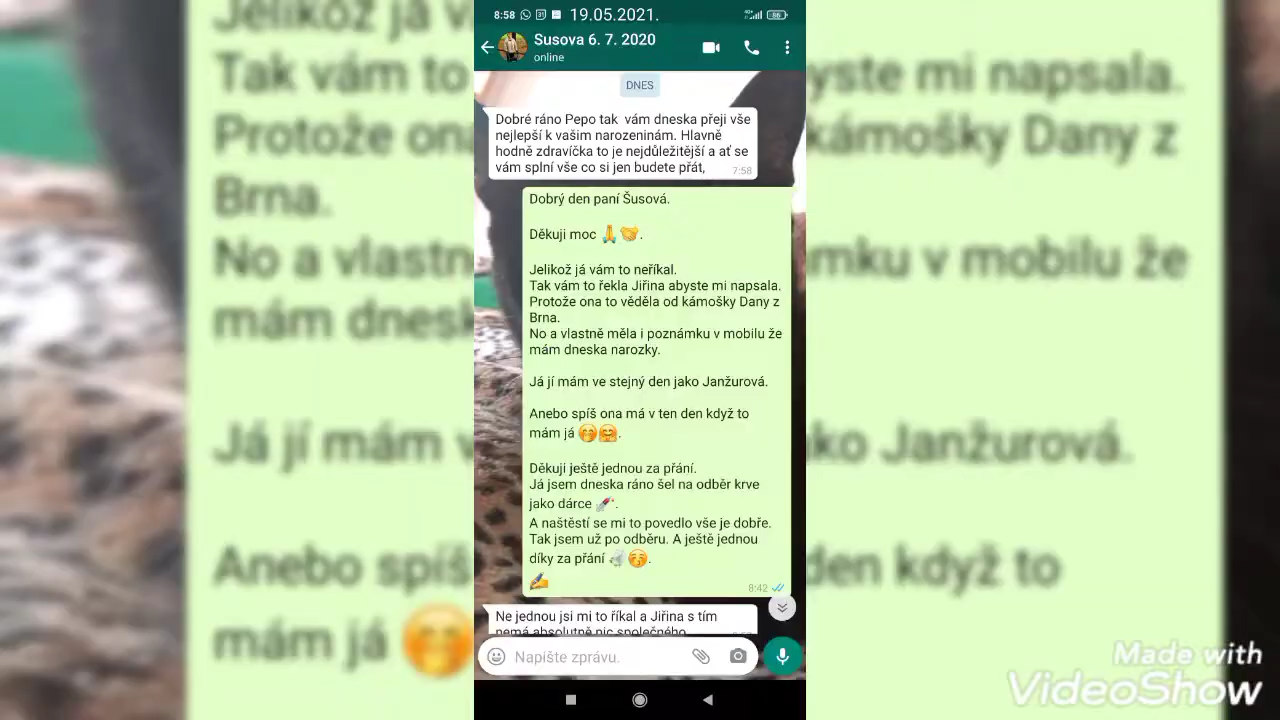 8:58
19.05.2021.
86
Susova 6. 7. 2020
online
DNES
Dobré ráno Pepo tak vám dneska přeji vše
nejlepší k vašim narozeninám. Hlavně
hodně zdravíčka to je nejdůležitější a ať se
vám splní vše co si jen budete přát,
7:58
Dobrý den paní Šusová.
Děkuji moc 🙏🤝.
Jelikož já vám to neříkal.
Tak vám to řekla Jiřina abyste mi napsala.
Protože ona to věděla od kámošky Dany z
Brna.
No a vlastně měla i poznámku v mobilu že
mám dneska narozky.
Já jí mám ve stejný den jako Janžurová.
Anebo spíš ona má v ten den když to
mám já 🤭🤗.
Děkuji ještě jednou za přání.
Já jsem dneska ráno šel na odběr krve
jako dárce 💉.
A naštěstí se mi to povedlo vše je dobře.
Tak jsem už po odběru. A ještě jednou
díky za přání 🕊😚.
✍
8:42
Ne jednou jsi mi to říkal a Jiřina s tím
nemá absolutně nic společného
Napište zprávu.
Made with
VideoShow